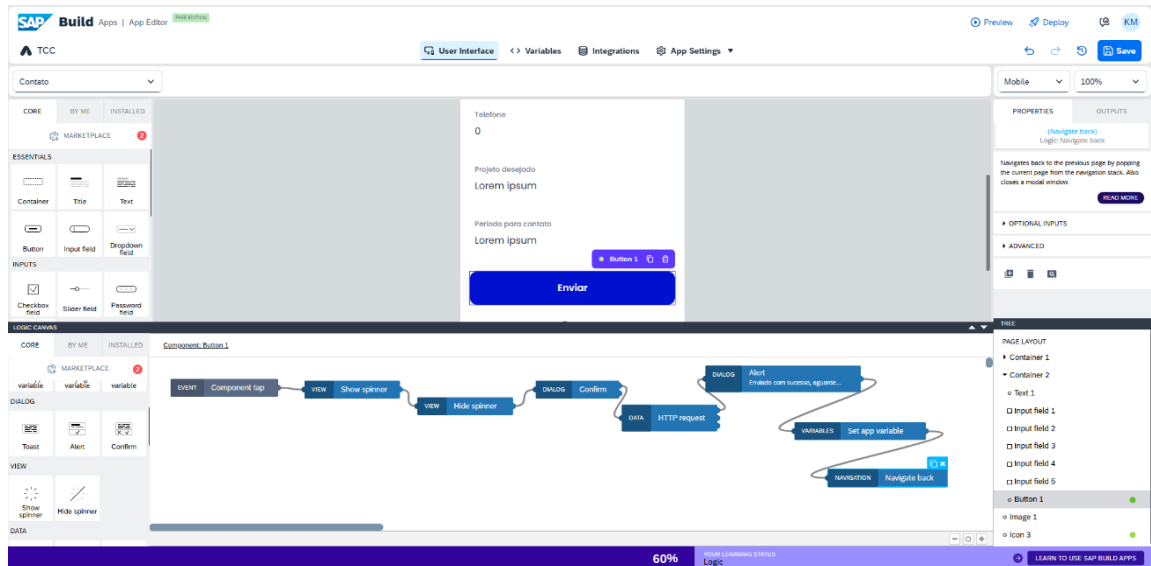 SAP Build Apps | App Editor FREE EDITION
Preview Deploy KM
TCC
User Interface <> Variables Integrations App Settings
Save
Contato
Mobile 100%
CORE BY ME INSTALLED
MARKETPLACE 2
ESSENTIALS
Container Title Text
Button Input field Dropdown field
INPUTS
Checkbox field Slider field Password field
Telefone
0
Projeto desejado
Lorem ipsum
Período para contato
Lorem ipsum
Button 1
Enviar
PROPERTIES OUTPUTS
(Navigate back)
Logic: Navigate back
Navigates back to the previous page by popping
the current page from the navigation stack. Also
closes a modal window.
READ MORE
OPTIONAL INPUTS
ADVANCED
LOGIC CANVAS
CORE BY ME INSTALLED
MARKETPLACE 2
variable variable variable
DIALOG
Toast Alert Confirm
VIEW
Show spinner Hide spinner
DATA
Component: Button 1
EVENT Component tap
VIEW Show spinner
VIEW Hide spinner
DIALOG Confirm
DATA HTTP request
DIALOG Alert
Enviado com sucesso, aguarde...
VARIABLES Set app variable
NAVIGATION Navigate back
TREE
PAGE LAYOUT
Container 1
Container 2
Text 1
Input field 1
Input field 2
Input field 3
Input field 4
Input field 5
Button 1
Image 1
Icon 3
60% YOUR LEARNING STATUS
Logic
LEARN TO USE SAP BUILD APPS